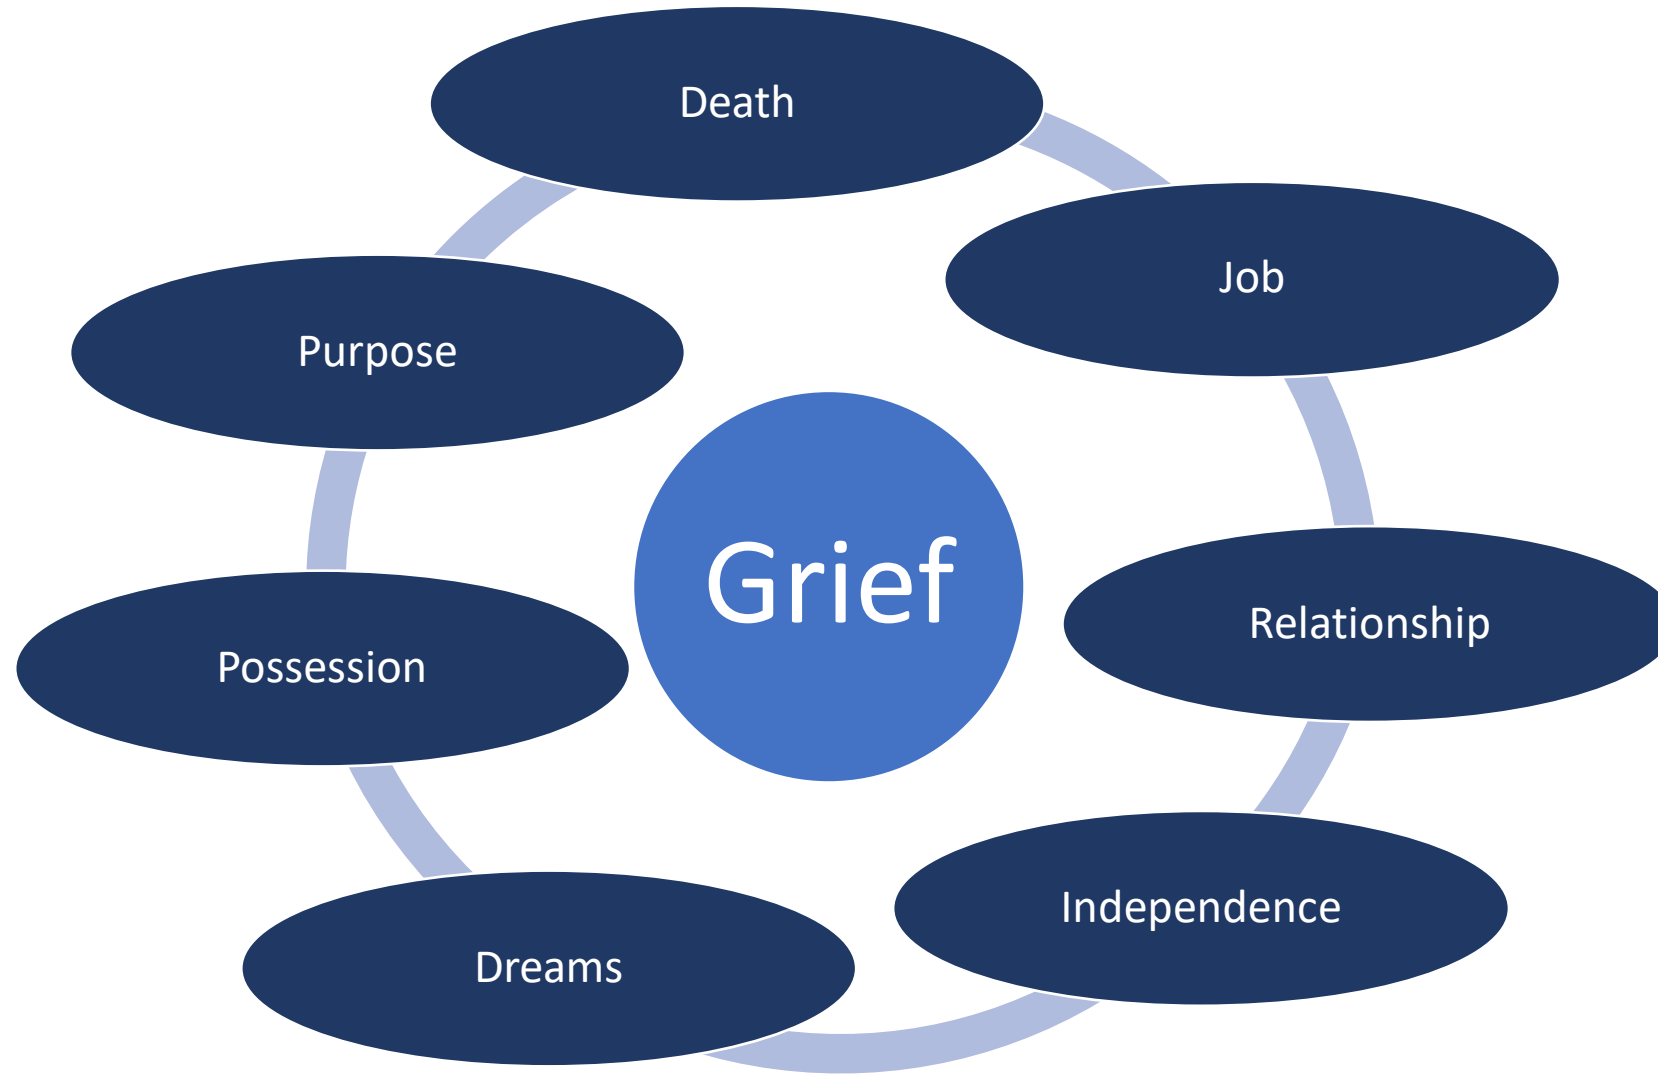 Death
Job
Relationship
Independence
Dreams
Possession
Purpose
Grief